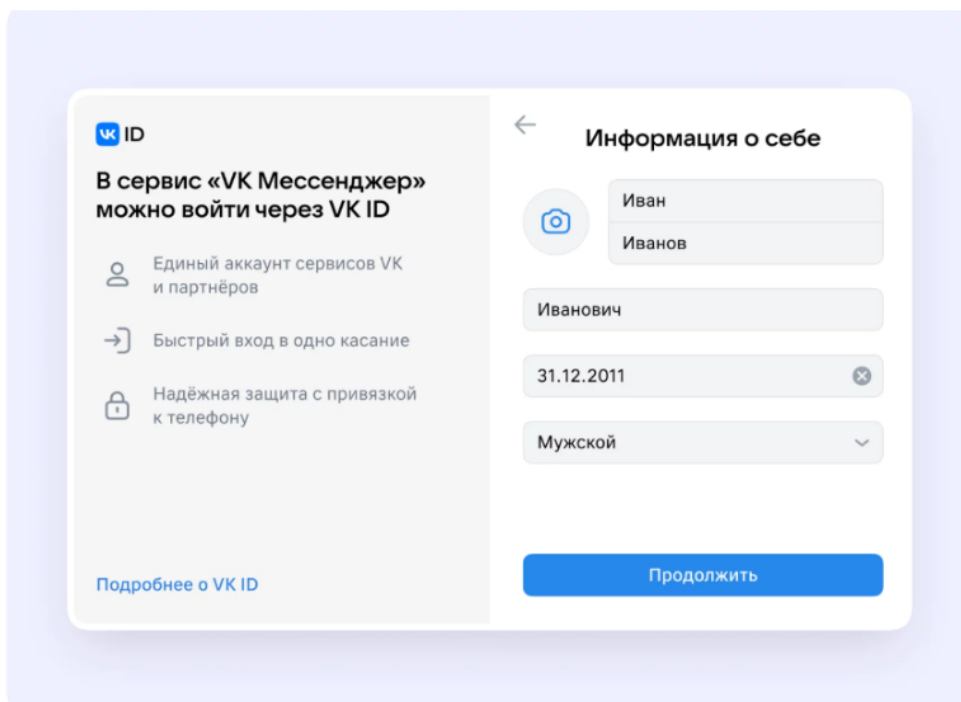 VK ID
В сервис «VK Мессенджер»
можно войти через VK ID
Единый аккаунт сервисов VK
и партнёров
Быстрый вход в одно касание
Надёжная защита с привязкой
к телефону
Подробнее о VK ID
Информация о себе
Иван
Иванов
Иванович
31.12.2011
Мужской
Продолжить